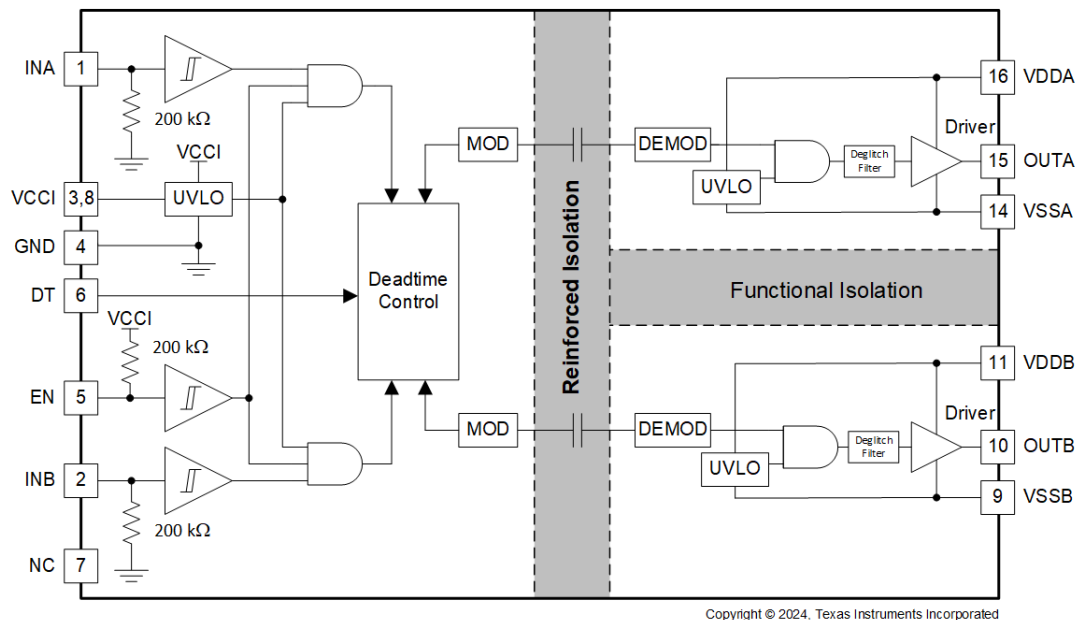 INA
1
200 kΩ
VCCI
VCCI
3,8
UVLO
GND
4
DT
6
VCCI
200 kΩ
EN
5
INB
2
200 kΩ
NC
7
Deadtime
Control
MOD
MOD
Reinforced Isolation
Functional Isolation
DEMOD
UVLO
Deglitch
Filter
Driver
16
VDDA
15
OUTA
14
VSSA
DEMOD
UVLO
Deglitch
Filter
Driver
11
VDDB
10
OUTB
9
VSSB
Copyright © 2024, Texas Instruments Incorporated